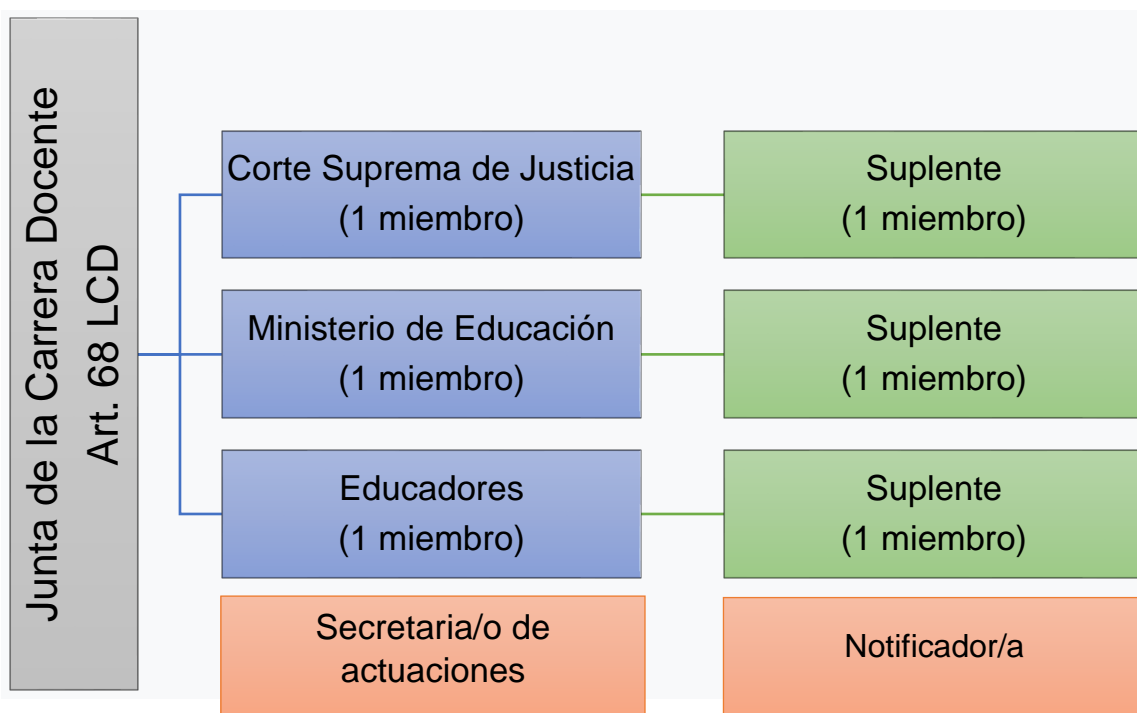 Junta de la Carrera Docente
Art. 68 LCD
Corte Suprema de Justicia
(1 miembro)
Suplente
(1 miembro)
Ministerio de Educación
(1 miembro)
Suplente
(1 miembro)
Educadores
(1 miembro)
Suplente
(1 miembro)
Secretaria/o de
actuaciones
Notificador/a